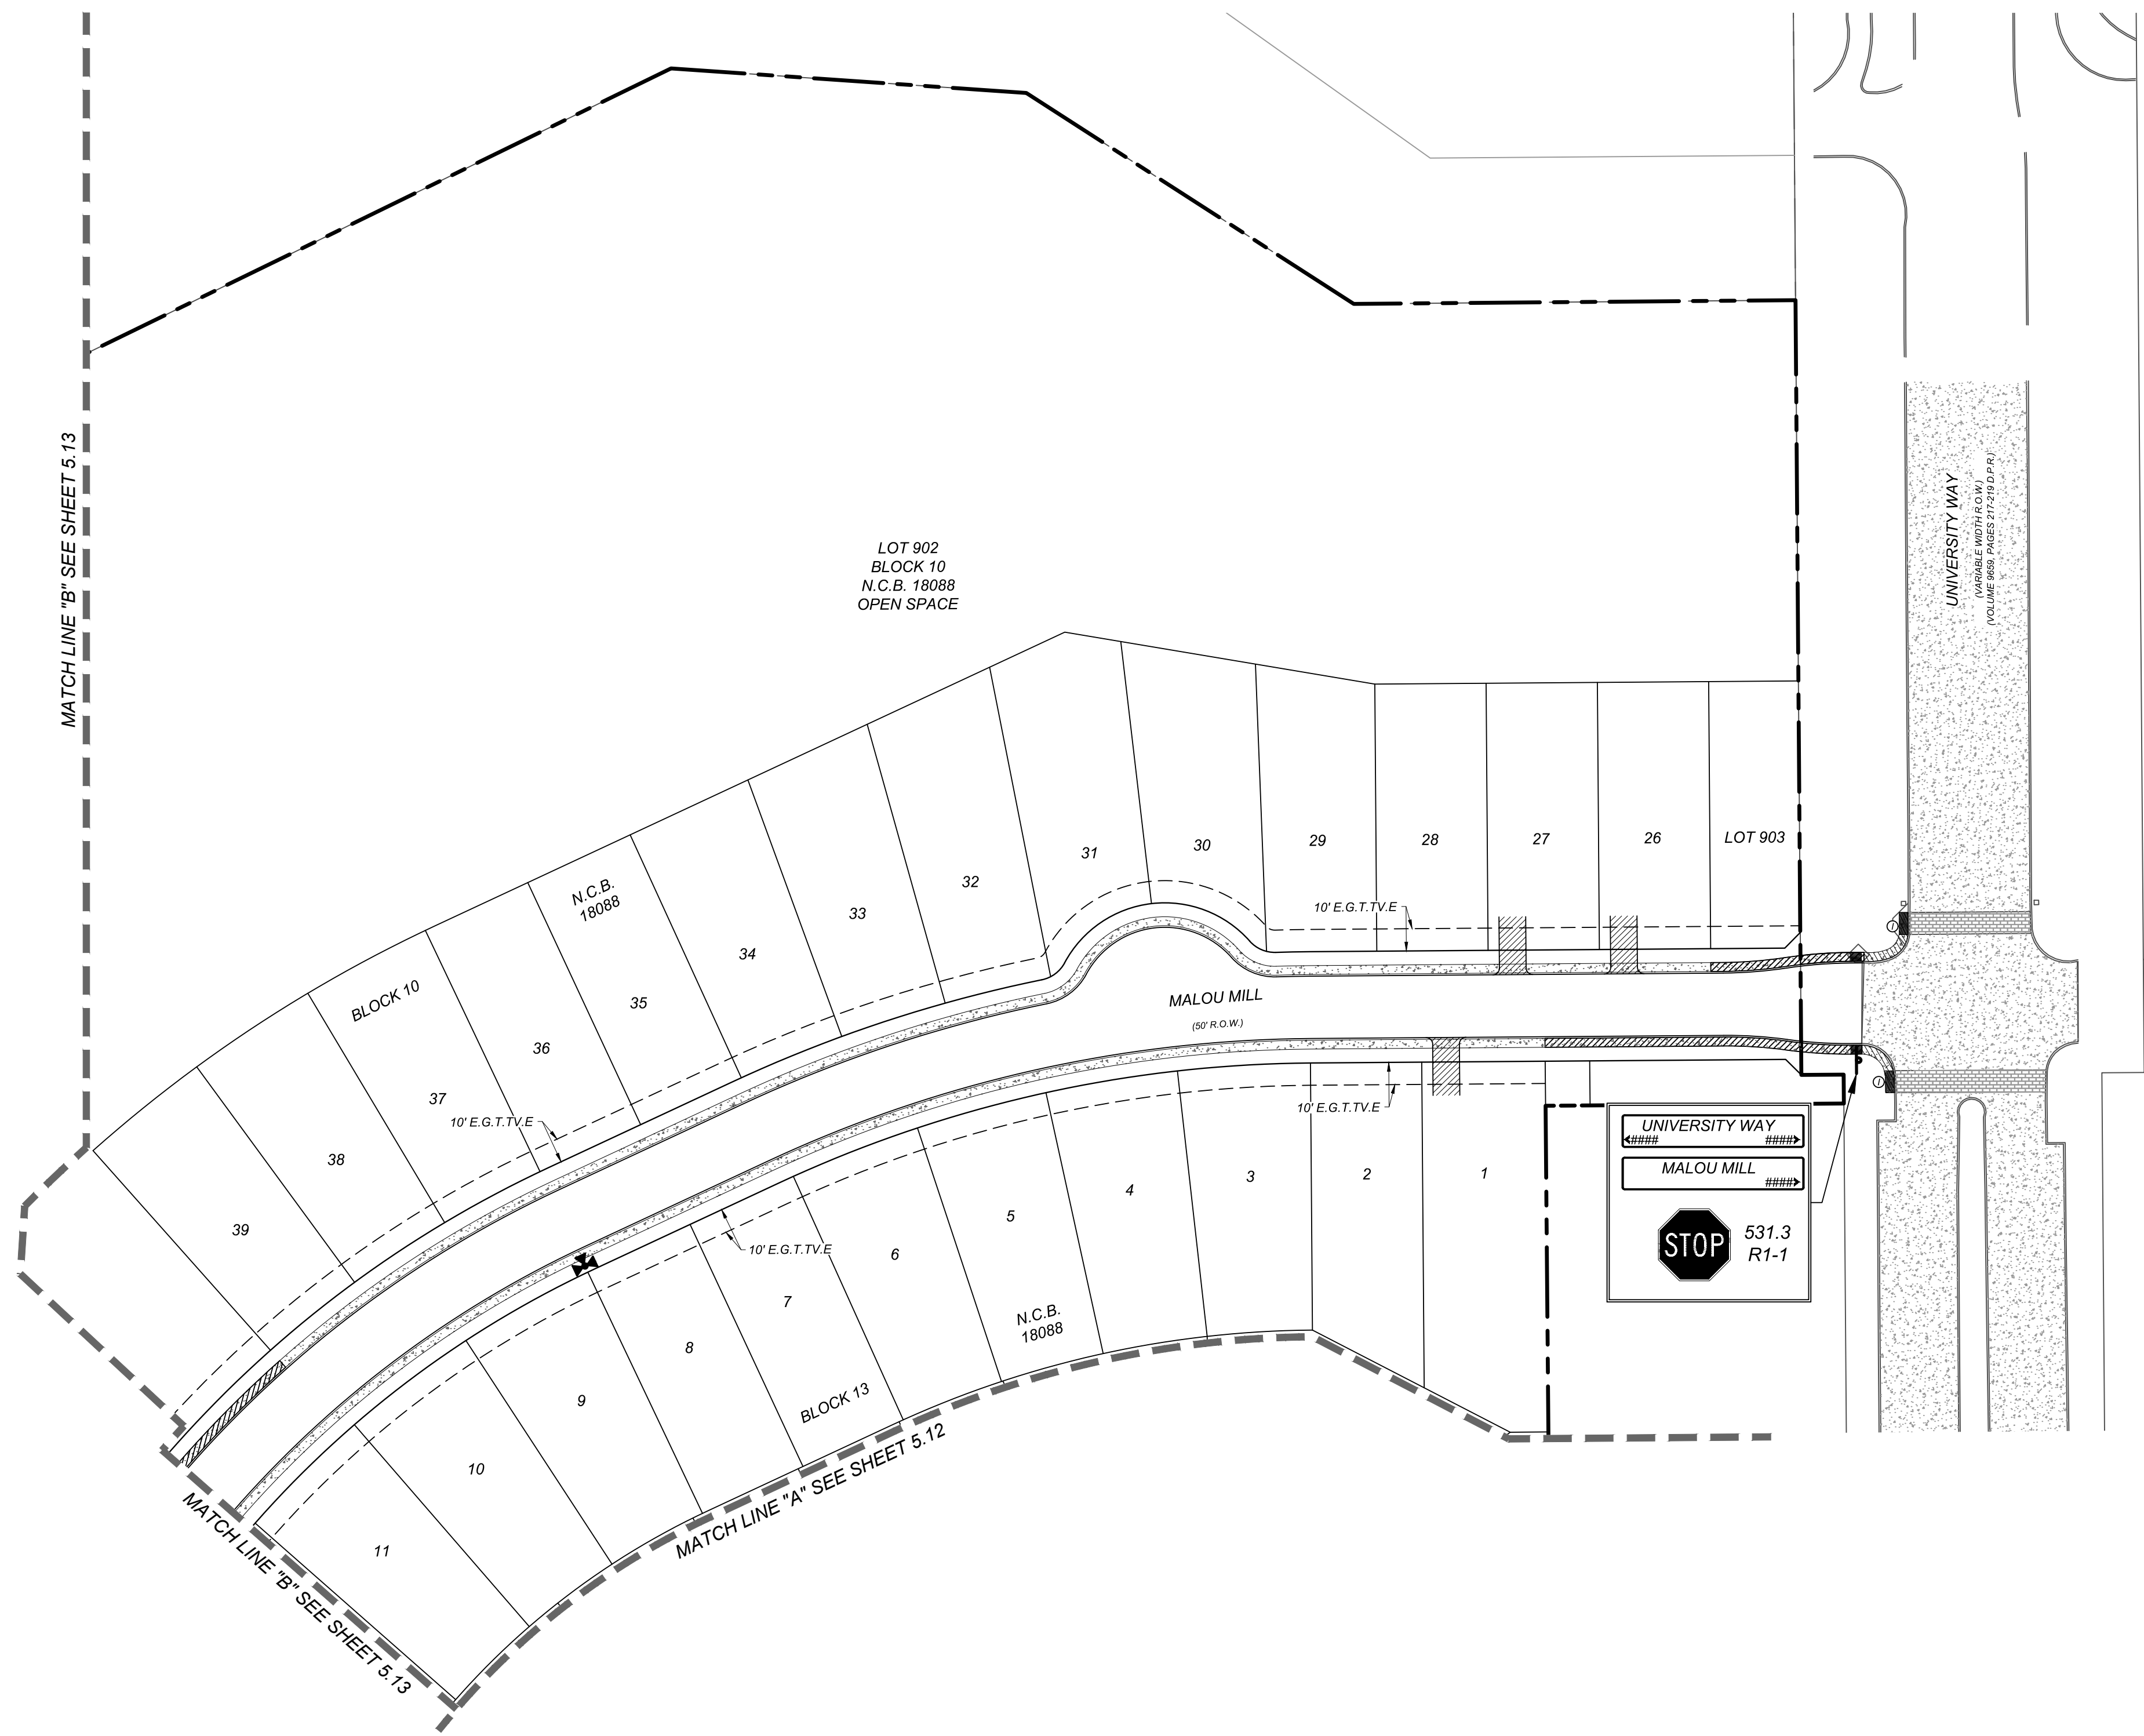 MATCH LINE "B" SEE SHEET 5.13
LOT 902
BLOCK 10
N.C.B. 18088
OPEN SPACE
UNIVERSITY WAY
(VARIABLE WIDTH R.O.W.)
(VOLUME 9659, PAGES 217-219 D.P.R.)
39
38
37
36
35
34
33
32
31
30
29
28
27
26
LOT 903
BLOCK 10
N.C.B.
18088
10' E.G.T.TV.E
10' E.G.T.TV.E
MALOU MILL
(50' R.O.W.)
10' E.G.T.TV.E
10' E.G.T.TV.E
11
10
9
8
7
6
5
4
3
2
1
N.C.B.
18088
BLOCK 13
UNIVERSITY WAY
#### ####
MALOU MILL
####
STOP
531.3
R1-1
MATCH LINE "A" SEE SHEET 5.12
MATCH LINE "B" SEE SHEET 5.13